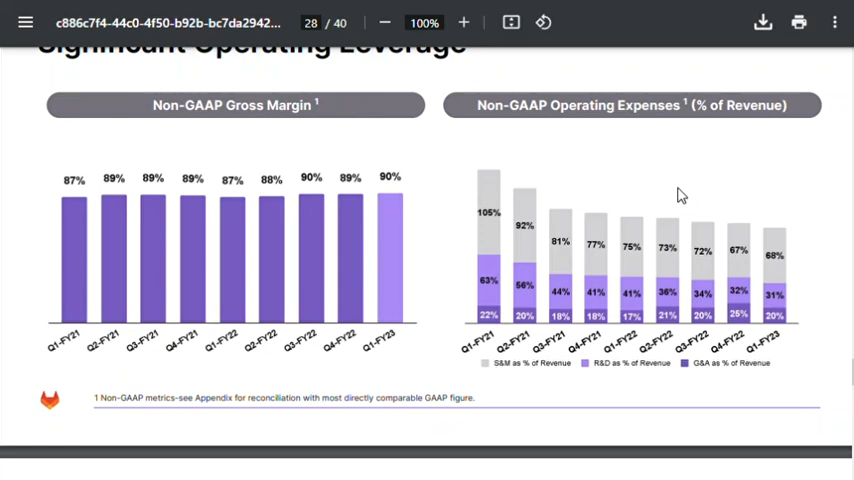 c886c7f4-44c0-4f50-b92b-bc7da2942... 28 / 40 100%
Significant Operating Leverage
Non-GAAP Gross Margin 1
87% 89% 89% 89% 87% 88% 90% 89% 90%
Q1-FY21 Q2-FY21 Q3-FY21 Q4-FY21 Q1-FY22 Q2-FY22 Q3-FY22 Q4-FY22 Q1-FY23
Non-GAAP Operating Expenses 1 (% of Revenue)
105% 92% 81% 77% 75% 73% 72% 67% 68%
63% 56% 44% 41% 41% 36% 34% 32% 31%
22% 20% 18% 18% 17% 21% 20% 25% 20%
Q1-FY21 Q2-FY21 Q3-FY21 Q4-FY21 Q1-FY22 Q2-FY22 Q3-FY22 Q4-FY22 Q1-FY23
S&M as % of Revenue R&D as % of Revenue G&A as % of Revenue
1 Non-GAAP metrics-see Appendix for reconciliation with most directly comparable GAAP figure.